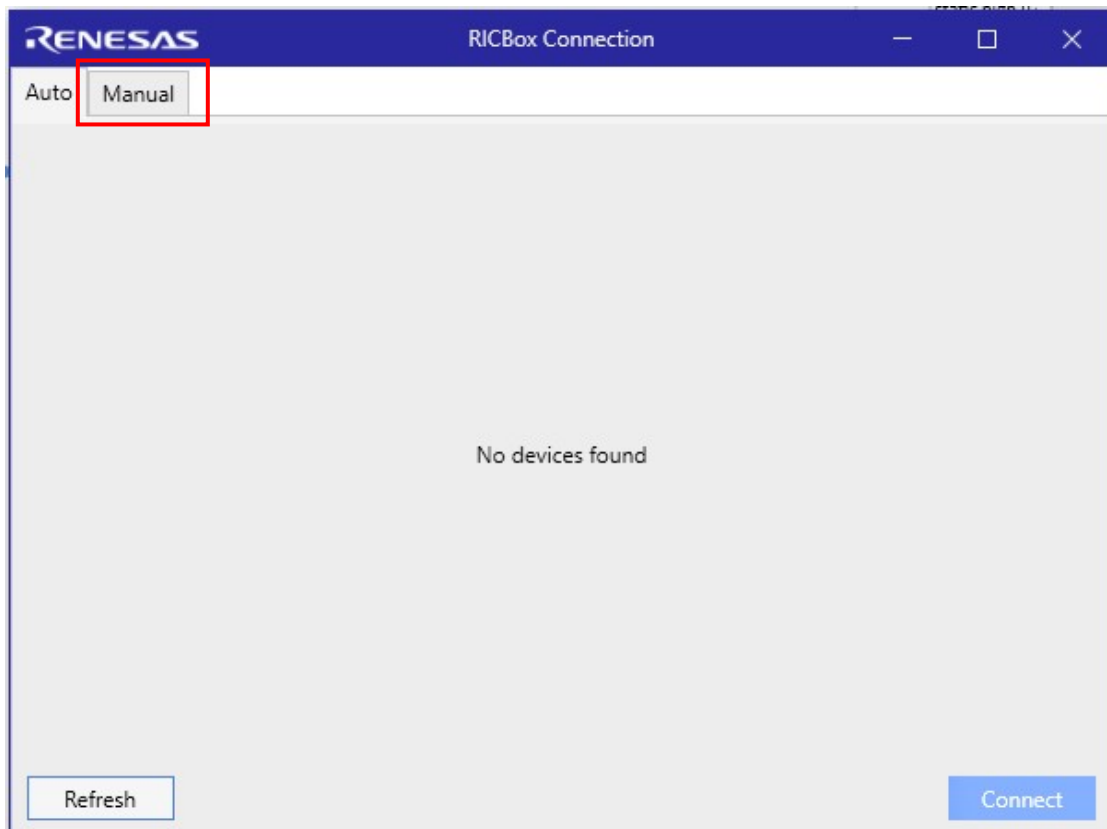 RENESAS
RICBox Connection
Auto
Manual
No devices found
Refresh
Connect